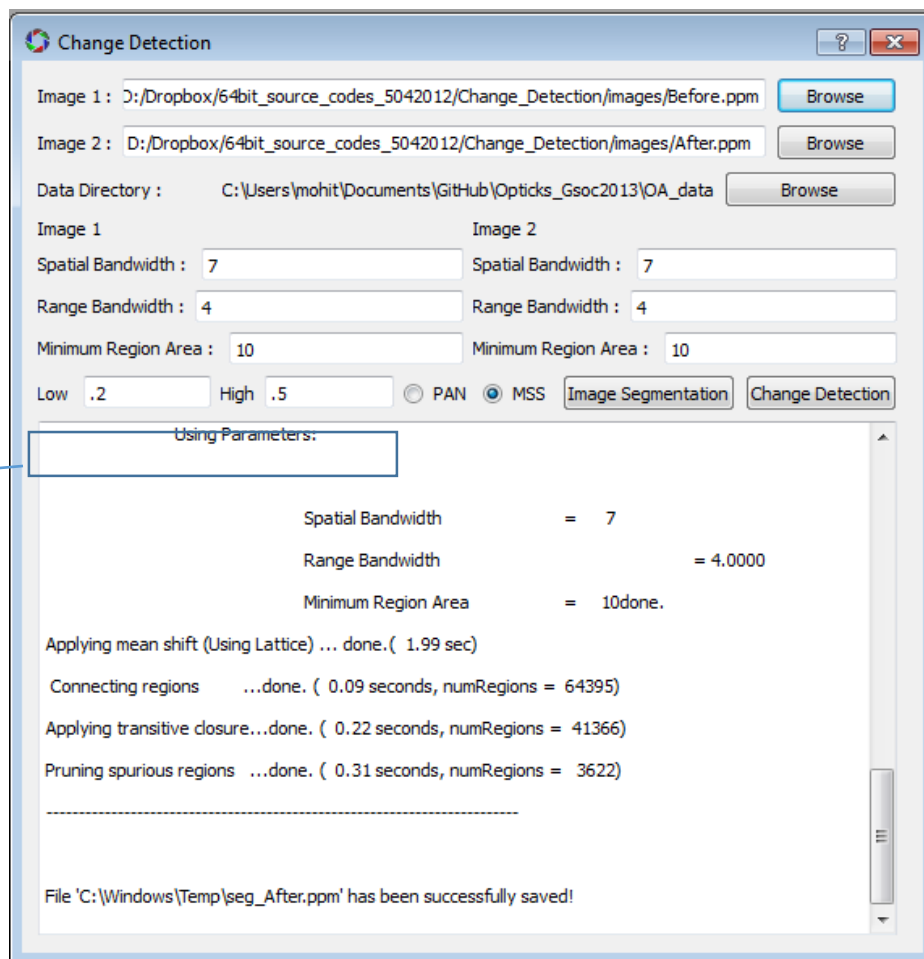 Change Detection
Image 1 : D:/Dropbox/64bit_source_codes_5042012/Change_Detection/images/Before.ppm Browse
Image 2 : D:/Dropbox/64bit_source_codes_5042012/Change_Detection/images/After.ppm Browse
Data Directory : C:\Users\mohit\Documents\GitHub\Opticks_Gsoc2013\OA_data Browse
Image 1 Image 2
Spatial Bandwidth : 7 Spatial Bandwidth : 7
Range Bandwidth : 4 Range Bandwidth : 4
Minimum Region Area : 10 Minimum Region Area : 10
Low .2 High .5 PAN MSS Image Segmentation Change Detection
Using Parameters:
Spatial Bandwidth = 7
Range Bandwidth = 4.0000
Minimum Region Area = 10done.
Applying mean shift (Using Lattice) ... done.( 1.99 sec)
Connecting regions ...done. ( 0.09 seconds, numRegions = 64395)
Applying transitive closure...done. ( 0.22 seconds, numRegions = 41366)
Pruning spurious regions ...done. ( 0.31 seconds, numRegions = 3622)
------------------------------------------------------------------------
File 'C:\Windows\Temp\seg_After.ppm' has been successfully saved!